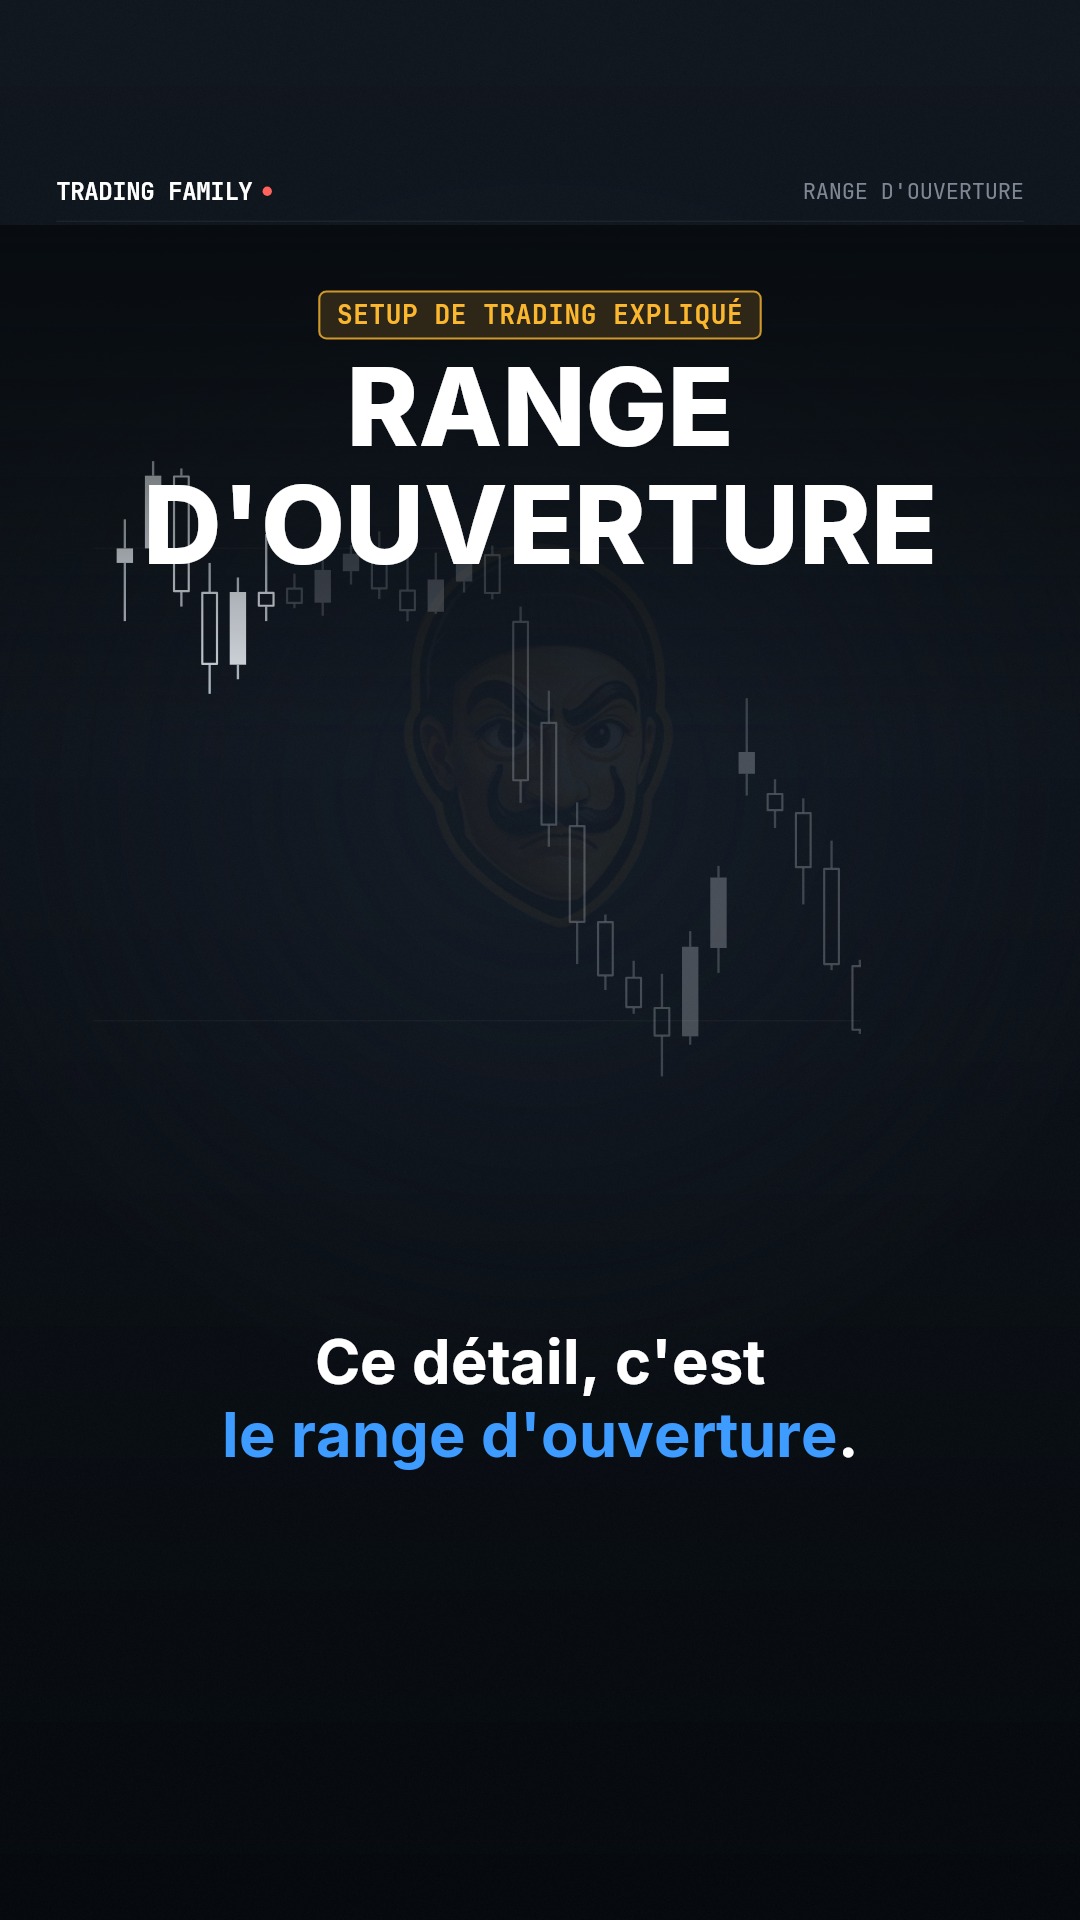 TRADING FAMILY
RANGE D'OUVERTURE
SETUP DE TRADING EXPLIQUÉ
RANGE
D'OUVERTURE
Ce détail, c'est
le range d'ouverture.